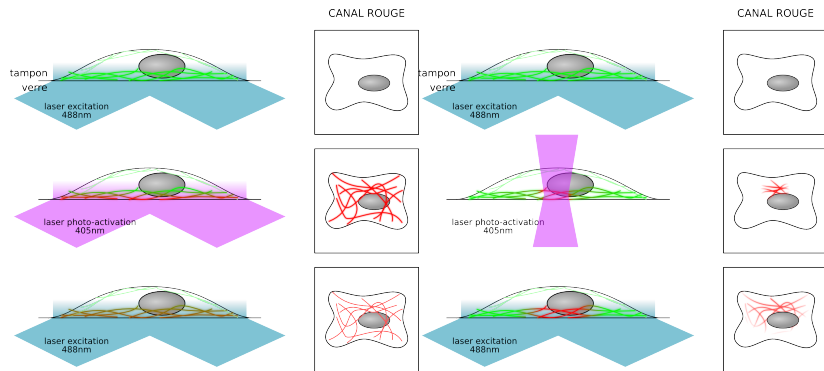 CANAL ROUGE
CANAL ROUGE
tampon
verre
laser excitation
488nm
tampon
verre
laser excitation
488nm
laser photo-activation
405nm
laser photo-activation
405nm
laser excitation
488nm
laser excitation
488nm